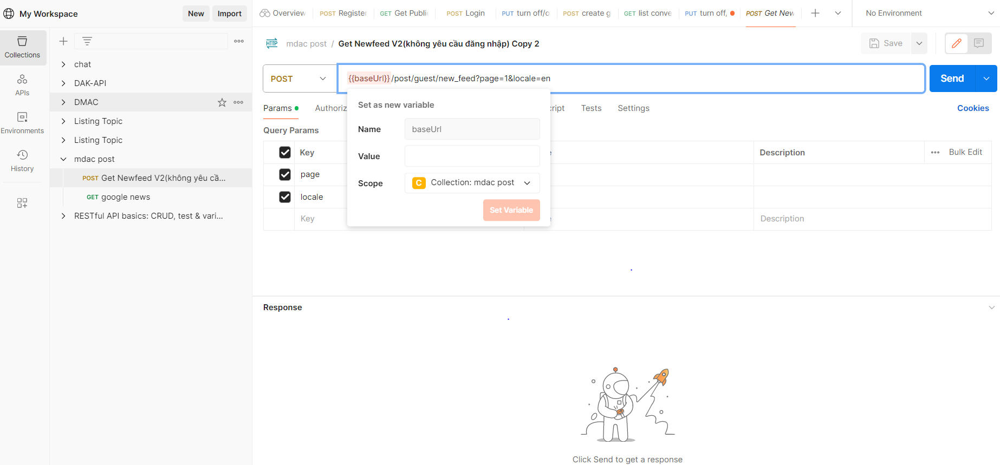 My Workspace
New
Import
Overview
POST Register
GET Get Publi
POST Login
PUT turn off/o
POST create g
GET list conve
PUT turn off,
POST Get New
No Environment
Collections
APIs
Environments
History
chat
DAK-API
DMAC
Listing Topic
Listing Topic
mdac post
POST Get Newfeed V2(không yêu cầ...
GET google news
RESTful API basics: CRUD, test & vari...
HTTP mdac post / Get Newfeed V2(không yêu cầu đăng nhập) Copy 2
Save
POST
{{baseUrl}}/post/guest/new_feed?page=1&locale=en
Send
Params
Authoriz
cript
Tests
Settings
Cookies
Query Params
Key
Description
Bulk Edit
page
locale
Key
Description
Set as new variable
Name
baseUrl
Value
Scope
C Collection: mdac post
Set Variable
Response
Click Send to get a response